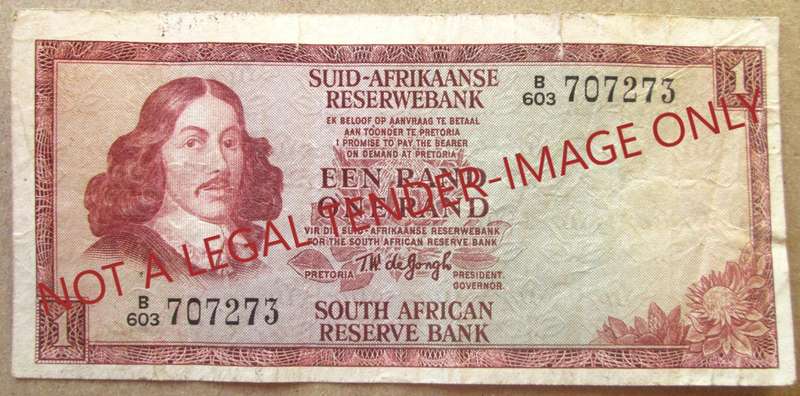 1
SUID-AFRIKAANSE
RESERWEBANK
B
603 707273
EK BELOOF OP AANVRAAG TE BETAAL
AAN TOONDER TE PRETORIA
I PROMISE TO PAY THE BEARER
ON DEMAND AT PRETORIA
EEN RAND
ONE RAND
VIR DIE SUID-AFRIKAANSE RESERWEBANK
FOR THE SOUTH AFRICAN RESERVE BANK
PRETORIA T.W. de Jongh PRESIDENT.
GOVERNOR.
B
603 707273
SOUTH AFRICAN
RESERVE BANK
1
NOT A LEGAL TENDER-IMAGE ONLY